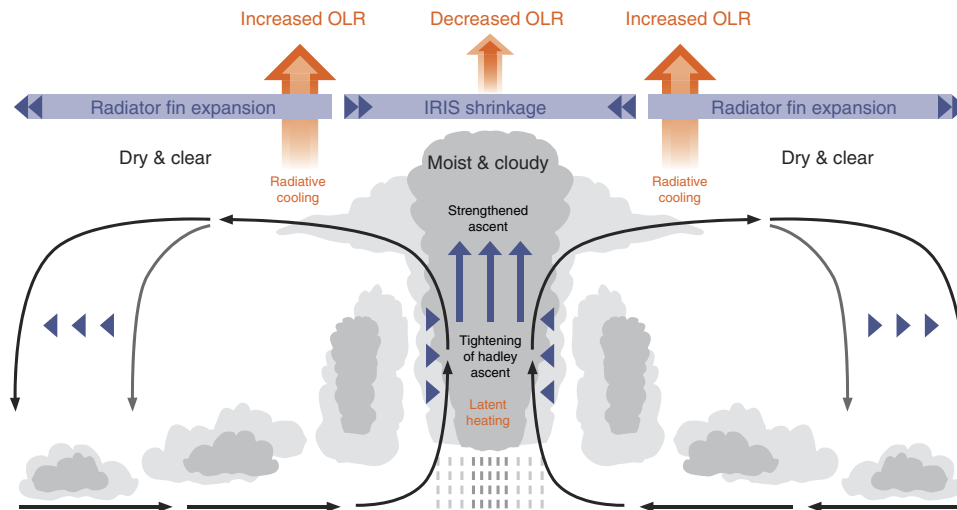 Increased OLR
Decreased OLR
Increased OLR
Radiator fin expansion
IRIS shrinkage
Radiator fin expansion
Dry & clear
Moist & cloudy
Dry & clear
Radiative
cooling
Radiative
cooling
Strengthened
ascent
Tightening
of hadley
ascent
Latent
heating